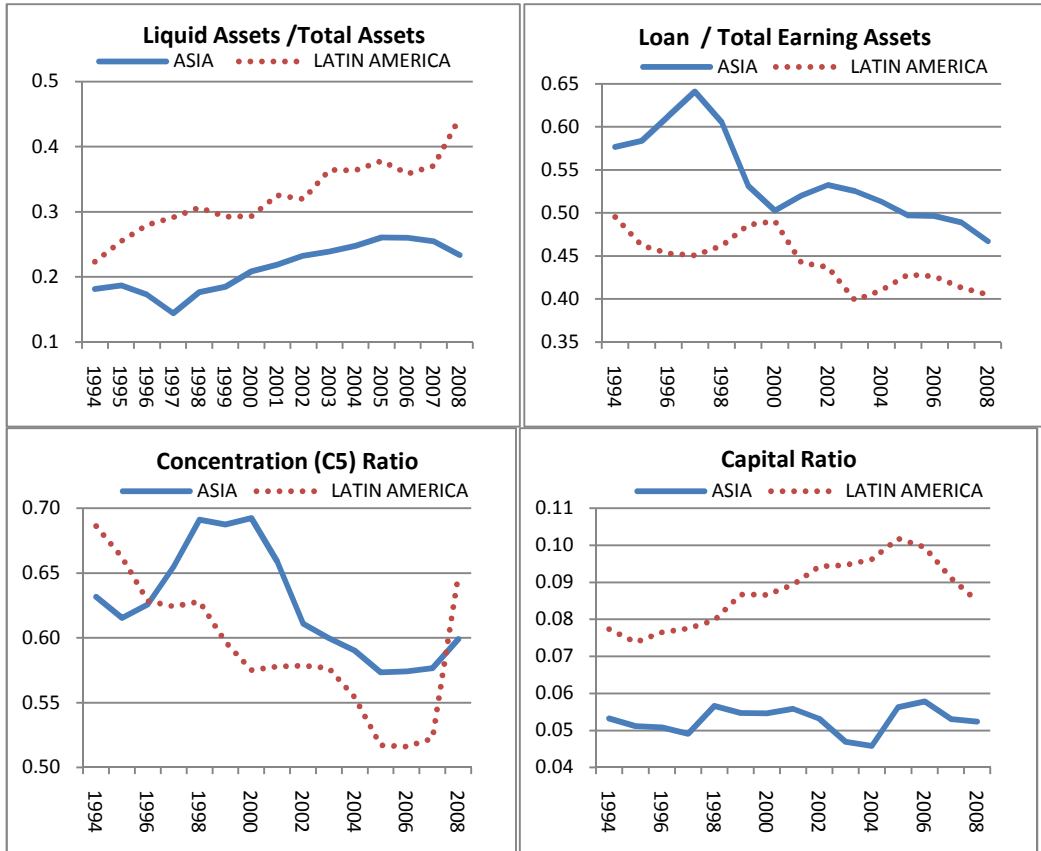 Liquid Assets /Total Assets
ASIA LATIN AMERICA
0.5
0.4
0.3
0.2
0.1
1994 1995 1996 1997 1998 1999 2000 2001 2002 2003 2004 2005 2006 2007 2008
Loan / Total Earning Assets
ASIA LATIN AMERICA
0.65
0.60
0.55
0.50
0.45
0.40
0.35
1994 1996 1998 2000 2002 2004 2006 2008
Concentration (C5) Ratio
ASIA LATIN AMERICA
0.70
0.65
0.60
0.55
0.50
1994 1996 1998 2000 2002 2004 2006 2008
Capital Ratio
ASIA LATIN AMERICA
0.11
0.10
0.09
0.08
0.07
0.06
0.05
0.04
1994 1996 1998 2000 2002 2004 2006 2008